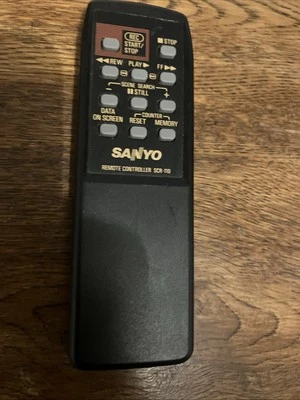 REC
START/
STOP
■STOP
◀◀REW PLAY▶ FF▶▶
SCENE SEARCH
− ▮▮STILL +
DATA
ON SCREEN
COUNTER
RESET MEMORY
SANYO
REMOTE CONTROLLER SCR-110